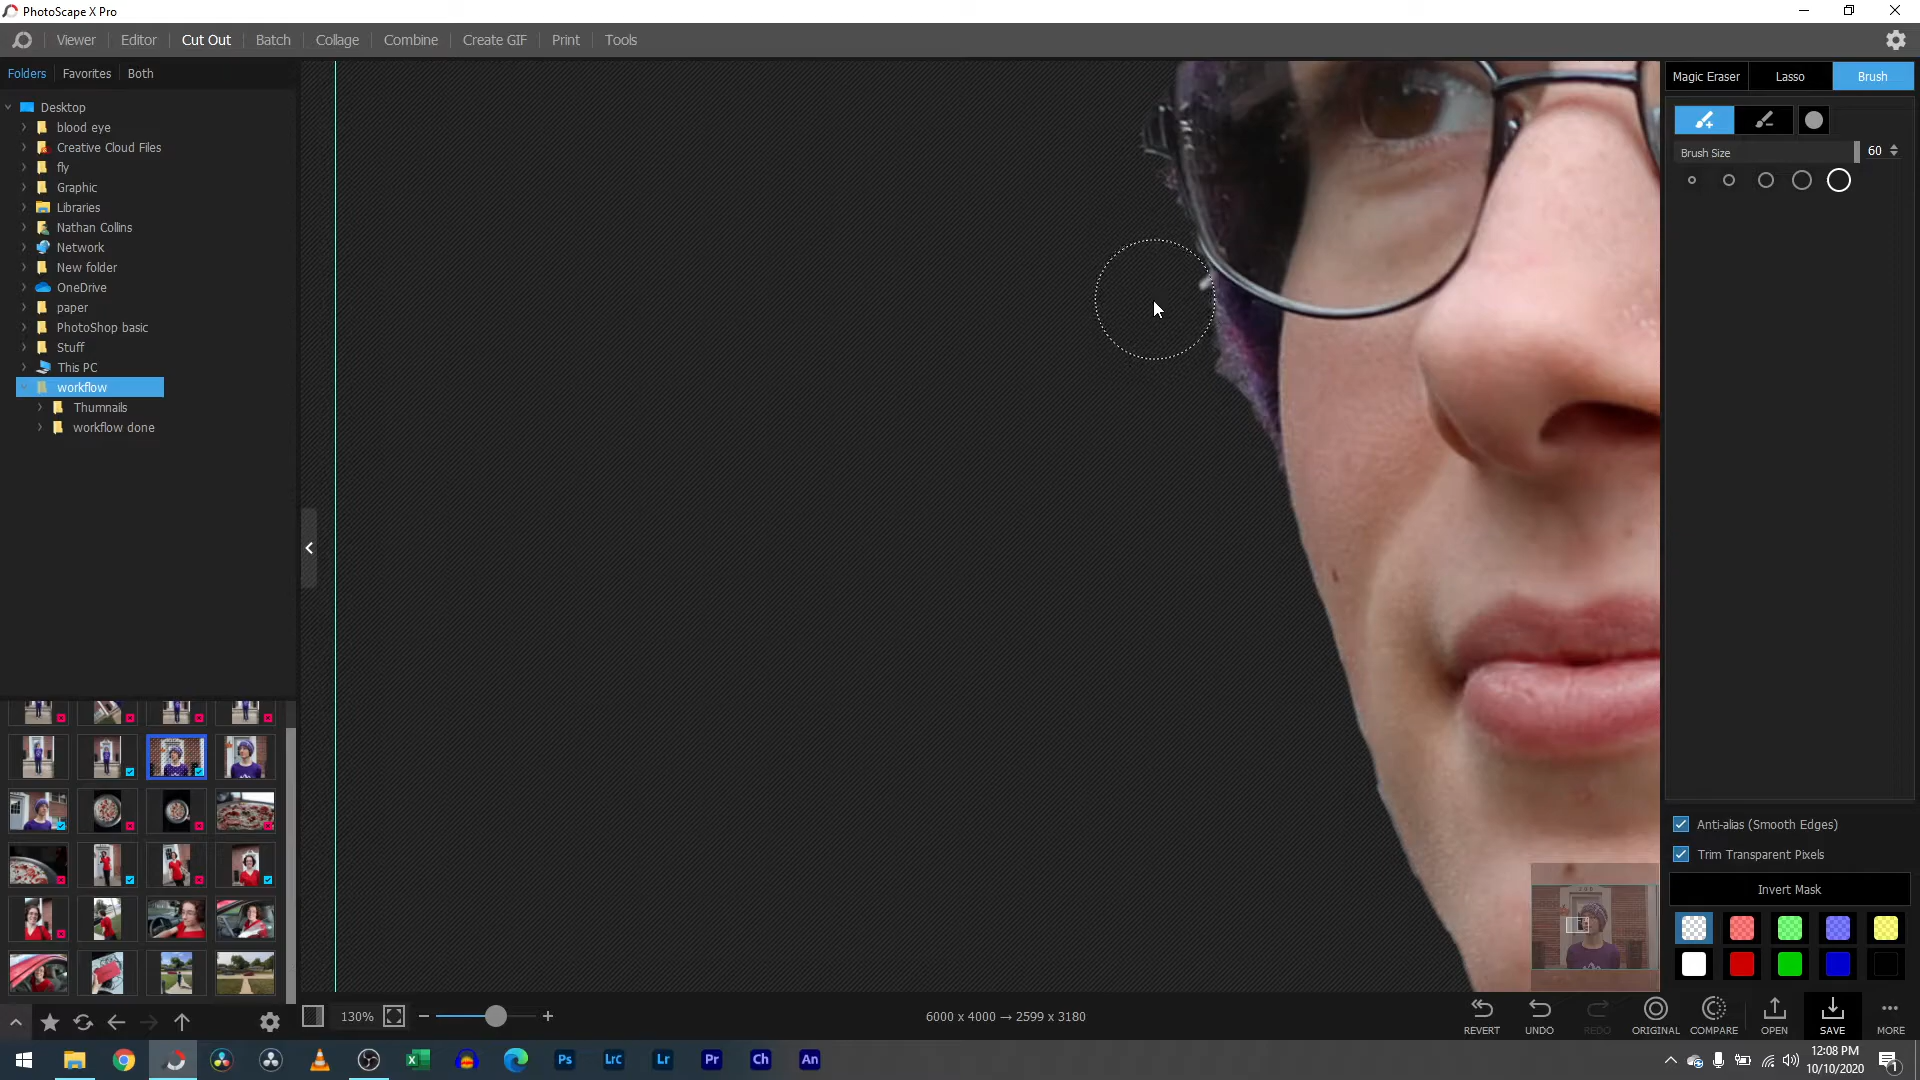 PhotoScape X Pro
Viewer Editor Cut Out Batch Collage Combine Create GIF Print Tools
Folders Favorites Both
Magic Eraser Lasso Brush
Desktop
blood eye
Creative Cloud Files
fly
Graphic
Libraries
Nathan Collins
Network
New folder
OneDrive
paper
PhotoShop basic
Stuff
This PC
workflow
Thumnails
workflow done
Brush Size 60
Anti-alias (Smooth Edges)
Trim Transparent Pixels
Invert Mask
130%
6000 x 4000 → 2599 x 3180
REVERT UNDO REDO ORIGINAL COMPARE OPEN SAVE MORE
Ps LrC Lr Pr Ch An
12:08 PM
10/10/2020
1